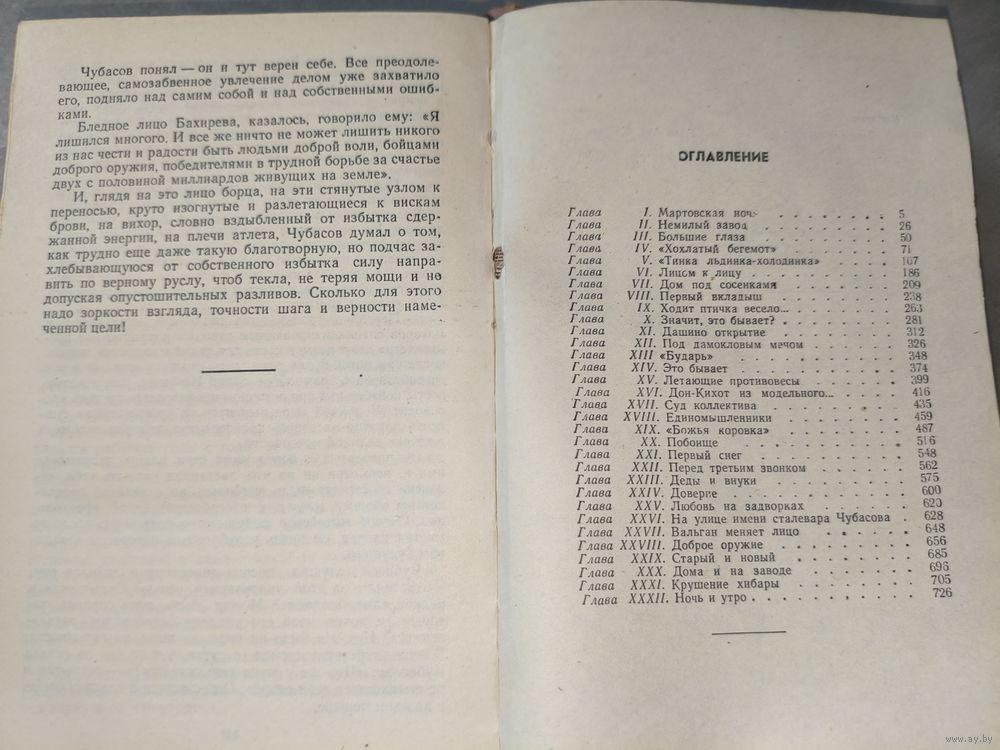 Чубасов понял — он и тут верен себе. Все преодоле-
вающее, самозабвенное увлечение делом уже захватило
его, подняло над самим собой и над собственными ошиб-
ками.
Бледное лицо Бахирева, казалось, говорило ему: «Я
лишился многого. И все же ничто не может лишить никого
из нас чести и радости быть людьми доброй воли, бойцами
доброго оружия, победителями в трудной борьбе за счастье
двух с половиной миллиардов живущих на земле».
И, глядя на это лицо борца, на эти стянутые узлом к
переносью, круто изогнутые и разлетающиеся к вискам
брови, на вихор, словно вздыбленный от избытка сдер-
жанной энергии, на плечи атлета, Чубасов думал о том,
как трудно еще даже такую благотворную, но подчас за-
хлебывающуюся от собственного избытка силу напра-
вить по верному руслу, чтоб текла, не теряя мощи и не
допуская опустошительных разливов. Сколько для этого
надо зоркости взгляда, точности шага и верности наме-
ченной цели!
ОГЛАВЛЕНИЕ
Глава I. Мартовская ночь . . . . . . . 5
Глава II. Немилый завод . . . . . . . 26
Глава III. Большие глаза . . . . . . . 50
Глава IV. «Хохлатый бегемот» . . . . . . 71
Глава V. «Тинка льдинка-холодинка» . . . . 167
Глава VI. Лицом к лицу . . . . . . . 186
Глава VII. Дом под сосенками . . . . . . 209
Глава VIII. Первый вкладыш . . . . . . 238
Глава IX. Ходит птичка весело... . . . . . 263
Глава X. Значит, это бывает? . . . . . . 281
Глава XI. Дашино открытие . . . . . . 312
Глава XII. Под дамокловым мечом . . . . . 326
Глава XIII «Бударь» . . . . . . . . 348
Глава XIV. Это бывает . . . . . . . 374
Глава XV. Летающие противовесы . . . . . 399
Глава XVI. Дон-Кихот из модельного... . . . . 416
Глава XVII. Суд коллектива . . . . . . . 435
Глава XVIII. Единомышленники . . . . . . 459
Глава XIX. «Божья коровка» . . . . . . 487
Глава XX. Побоище . . . . . . . . 516
Глава XXI. Первый снег . . . . . . . 548
Глава XXII. Перед третьим звонком . . . . . 562
Глава XXIII. Деды и внуки . . . . . . . 575
Глава XXIV. Доверие . . . . . . . . 600
Глава XXV. Любовь на задворках . . . . . 620
Глава XXVI. На улице имени сталевара Чубасова . 628
Глава XXVII. Вальган меняет лицо . . . . . 648
Глава XXVIII. Доброе оружие . . . . . . . 656
Глава XXIX. Старый и новый . . . . . . 685
Глава XXX. Дома и на заводе . . . . . . 696
Глава XXXI. Крушение хибары . . . . . . 705
Глава XXXII. Ночь и утро . . . . . . . . 726
www.ay.by